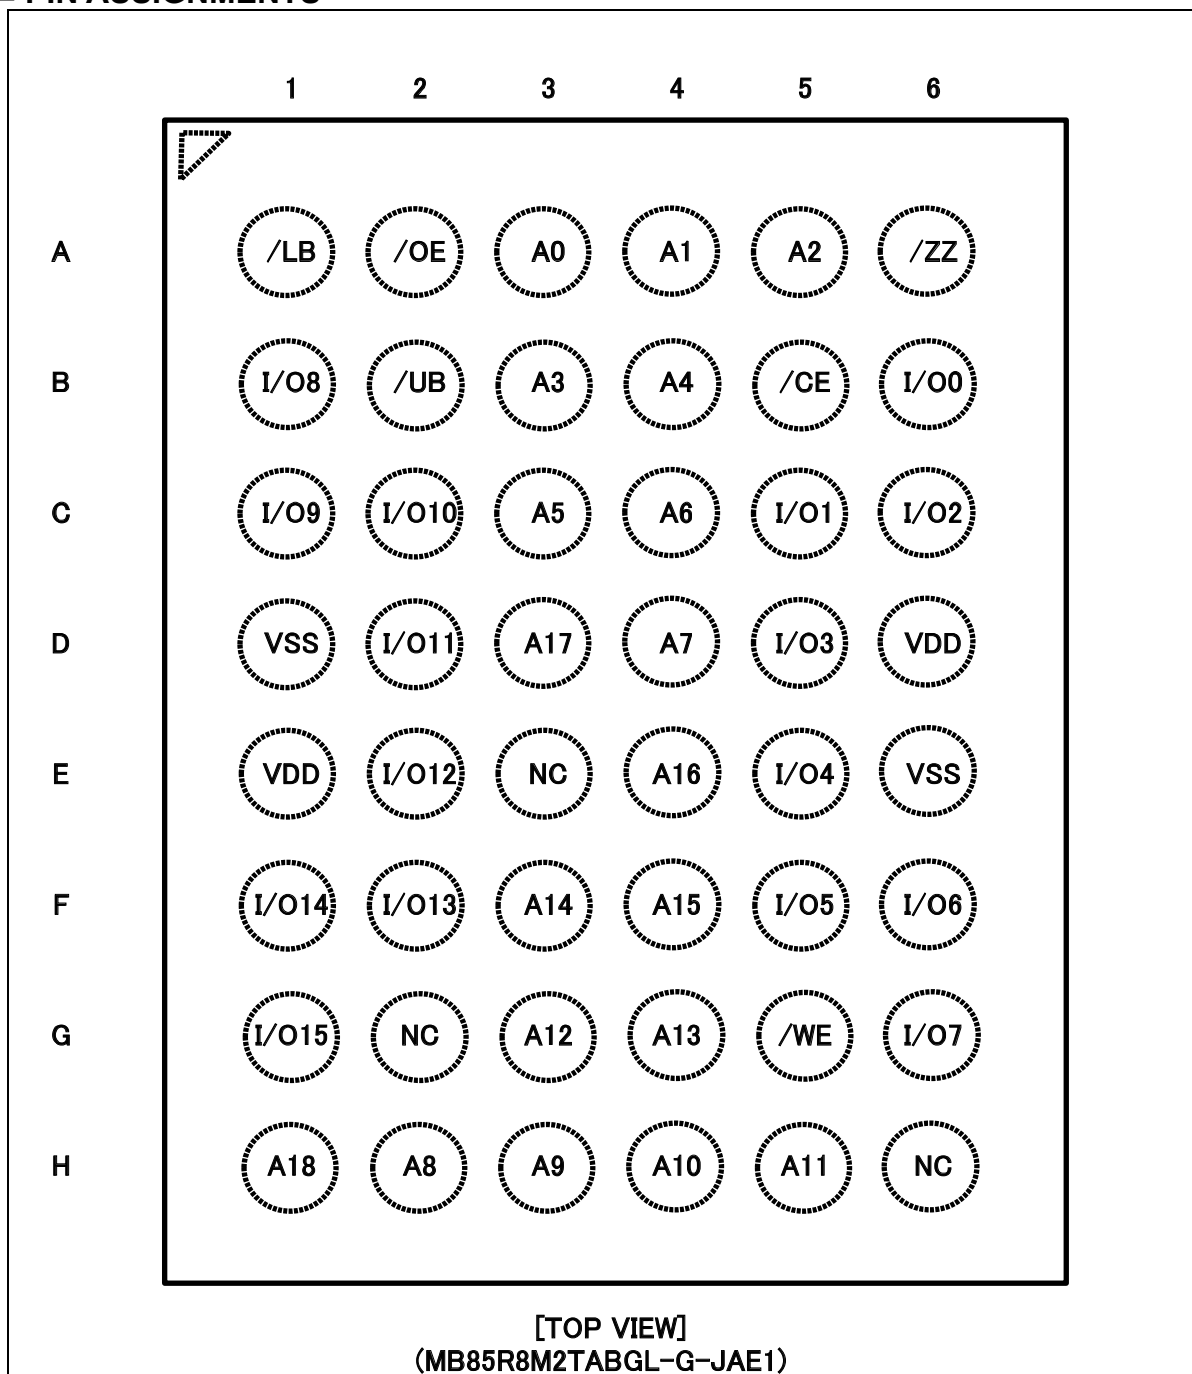 PIN ASSIGNMENTS
1 2 3 4 5 6
A /LB /OE A0 A1 A2 /ZZ
B I/O8 /UB A3 A4 /CE I/O0
C I/O9 I/O10 A5 A6 I/O1 I/O2
D VSS I/O11 A17 A7 I/O3 VDD
E VDD I/O12 NC A16 I/O4 VSS
F I/O14 I/O13 A14 A15 I/O5 I/O6
G I/O15 NC A12 A13 /WE I/O7
H A18 A8 A9 A10 A11 NC
[TOP VIEW]
(MB85R8M2TABGL-G-JAE1)